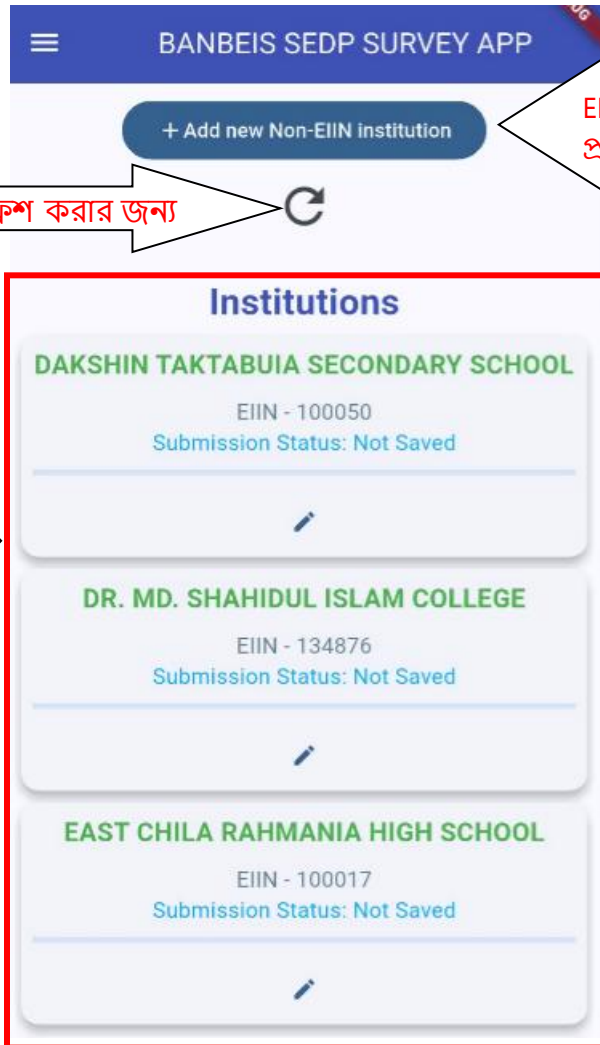 BANBEIS SEDP SURVEY APP
+ Add new Non-EIIN institution
করার জন্য
Institutions
DAKSHIN TAKTABUIA SECONDARY SCHOOL
EIIN - 100050
Submission Status: Not Saved
DR. MD. SHAHIDUL ISLAM COLLEGE
EIIN - 134876
Submission Status: Not Saved
EAST CHILA RAHMANIA HIGH SCHOOL
EIIN - 100017
Submission Status: Not Saved